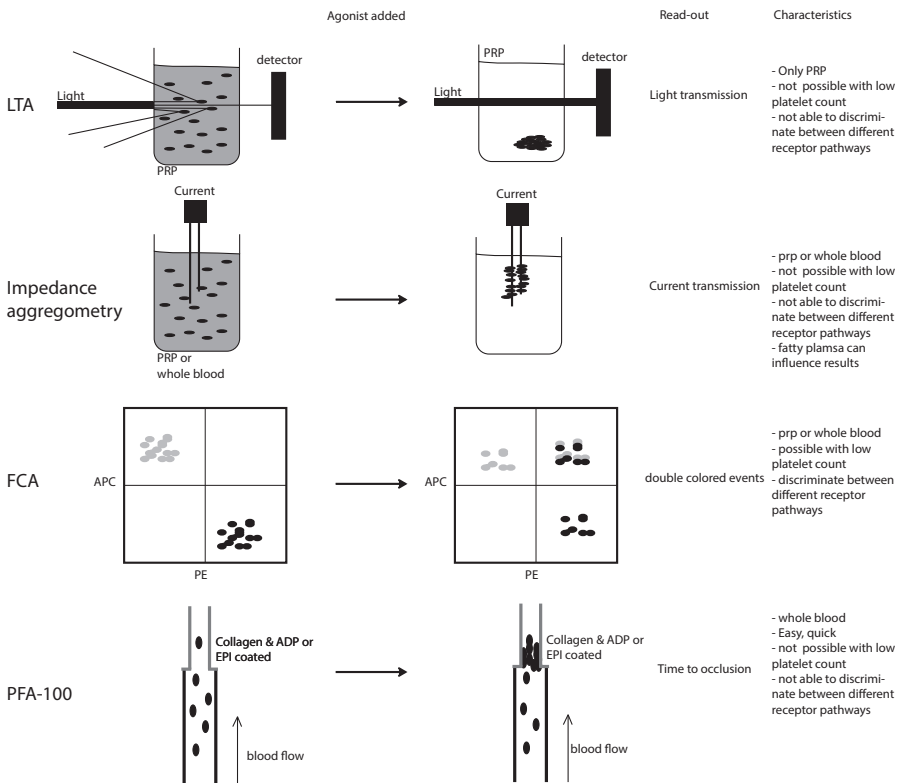 Agonist added
Read-out
Characteristics
LTA
Light
detector
PRP
PRP
Light
detector
Light transmission
- Only PRP
- not possible with low
platelet count
- not able to discrimi-
nate between different
receptor pathways
Impedance
aggregometry
Current
PRP or
whole blood
Current
Current transmission
- prp or whole blood
- not possible with low
platelet count
- not able to discrimi-
nate between different
receptor pathways
- fatty plamsa can
influence results
FCA
APC
PE
APC
PE
double colored events
- prp or whole blood
- possible with low
platelet count
- discriminate between
different receptor
pathways
PFA-100
Collagen & ADP or
EPI coated
blood flow
Collagen & ADP or
EPI coated
blood flow
Time to occlusion
- whole blood
- Easy, quick
- not possible with low
platelet count
- not able to discrimi-
nate between different
receptor pathways